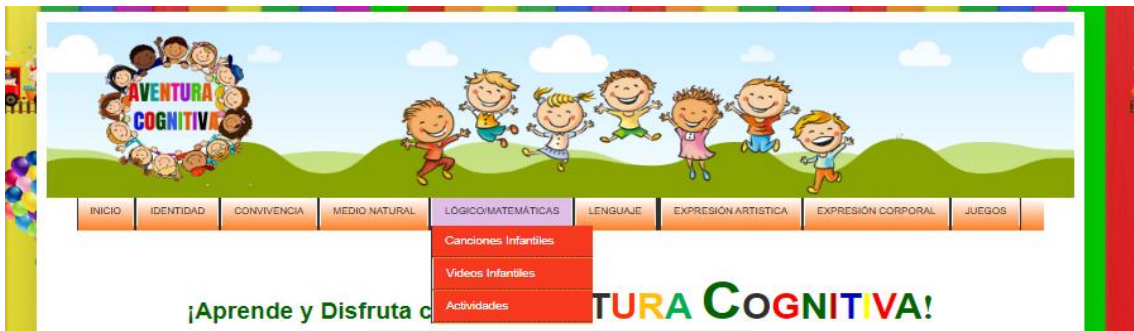 AVENTURA
COGNITIVA
INICIO IDENTIDAD CONVIVENCIA MEDIO NATURAL LÓGICO/MATEMÁTICAS LENGUAJE EXPRESIÓN ARTISTICA EXPRESIÓN CORPORAL JUEGOS
Canciones Infantiles
Videos Infantiles
Actividades
¡Aprende y Disfruta c TURA COGNITIVA!